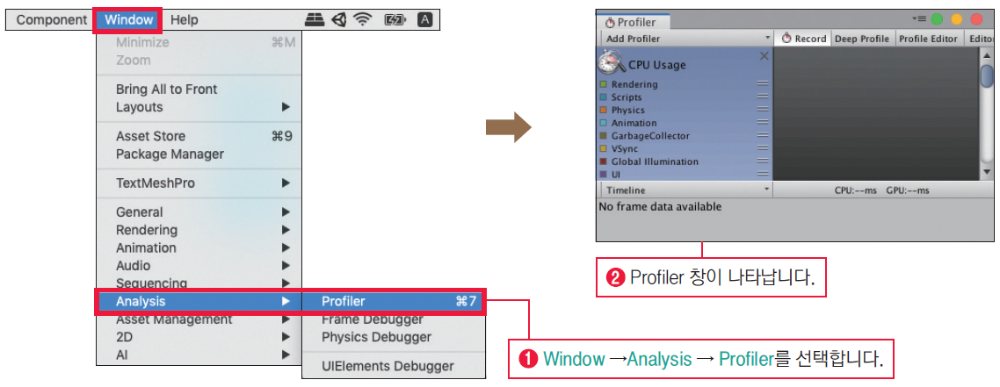 Component Window Help A
Minimize ⌘M
Zoom
Bring All to Front
Layouts ▶
Asset Store ⌘9
Package Manager
TextMeshPro ▶
General ▶
Rendering ▶
Animation ▶
Audio ▶
Sequencing ▶
Analysis ▶
Asset Management ▶
2D ▶
AI ▶
Profiler ⌘7
Frame Debugger
Physics Debugger
UIElements Debugger
❶ Window →Analysis → Profiler를 선택합니다.
Profiler
Add Profiler Record Deep Profile Profile Editor Editor
CPU Usage
Rendering
Scripts
Physics
Animation
GarbageCollector
VSync
Global Illumination
UI
Timeline CPU:--ms GPU:--ms
No frame data available
❷ Profiler 창이 나타납니다.